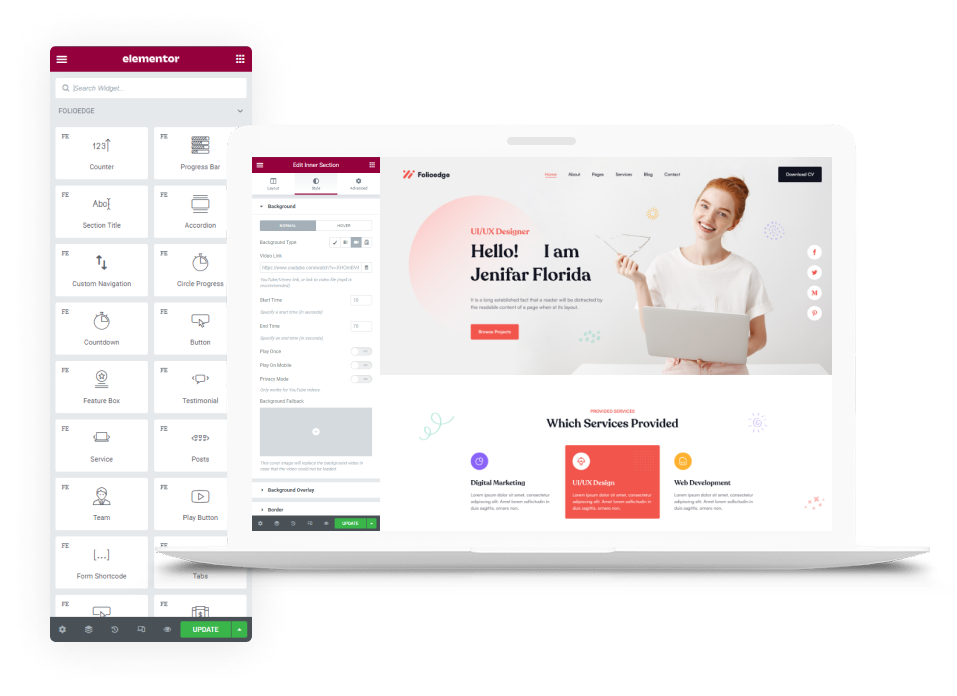 elementor
Search Widget...
FOLIOEDGE
FE
Counter
FE
Progress Bar
FE
Section Title
FE
Accordion
FE
Custom Navigation
FE
Circle Progress
FE
Countdown
FE
Button
FE
Feature Box
FE
Testimonial
FE
Service
FE
Posts
FE
Team
FE
Play Button
FE
Form Shortcode
FE
Tabs
FE
FE
UPDATE
Edit Inner Section
Layout
Style
Advanced
Background
NORMAL
HOVER
Background Type
Video Link
YouTube/Vimeo link, or link to video file (mp4 is
recommended).
Start Time
10
Specify a start time (in seconds)
End Time
70
Specify an end time (in seconds)
Play Once
Play On Mobile
Privacy Mode
Only works for YouTube videos.
Background Fallback
This cover image will replace the background video in
case that the video could not be loaded.
Background Overlay
Border
UPDATE
Folioedge
Home
About
Pages
Services
Blog
Contact
Download CV
UI/UX Designer
Hello! I am
Jenifar Florida
It is a long established fact that a reader will be distracted by
the readable content of a page when at its layout.
Browse Projects
PROVIDED SERVICES
Which Services Provided
Digital Marketing
Lorem ipsum dolor sit amet, consectetur
adipiscing elit. Amet lorem sollicitudin in
duis sagittis, ornare non.
UI/UX Design
Lorem ipsum dolor sit amet, consectetur
adipiscing elit. Amet lorem sollicitudin in
duis sagittis, ornare non.
Web Development
Lorem ipsum dolor sit amet, consectetur
adipiscing elit. Amet lorem sollicitudin in
duis sagittis, ornare non.